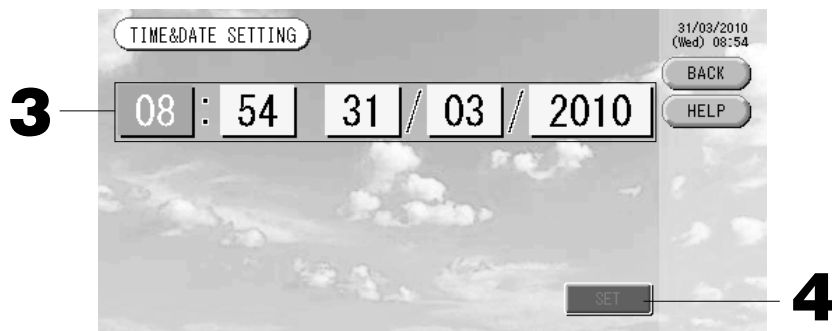 TIME&DATE SETTING
31/03/2010
(Wed) 08:54
BACK
3
08 : 54 31 / 03 / 2010
HELP
SET
4